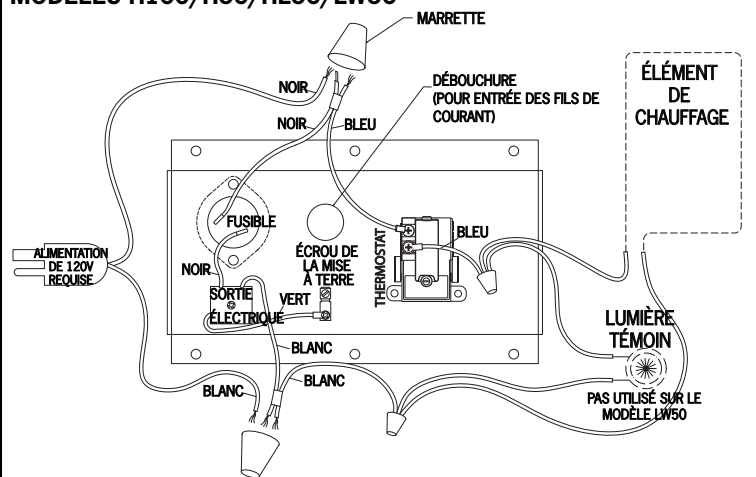 MODÈLES H100/H30/HL30/LW50
MARRETTE
NOIR
NOIR
BLEU
DÉBOUCHURE
(POUR ENTRÉE DES FILS DE
COURANT)
ÉLÉMENT
DE
CHAUFFAGE
FUSIBLE
ALIMENTATION
DE 120V
REQUISE
NOIR
ÉCROU DE
LA MISE
À TERRE
THERMOSTAT
BLEU
SORTIE
ÉLECTRIQUE
VERT
BLANC
BLANC
BLANC
LUMIÈRE
TÉMOIN
PAS UTILISÉ SUR LE
MODÈLE LW50